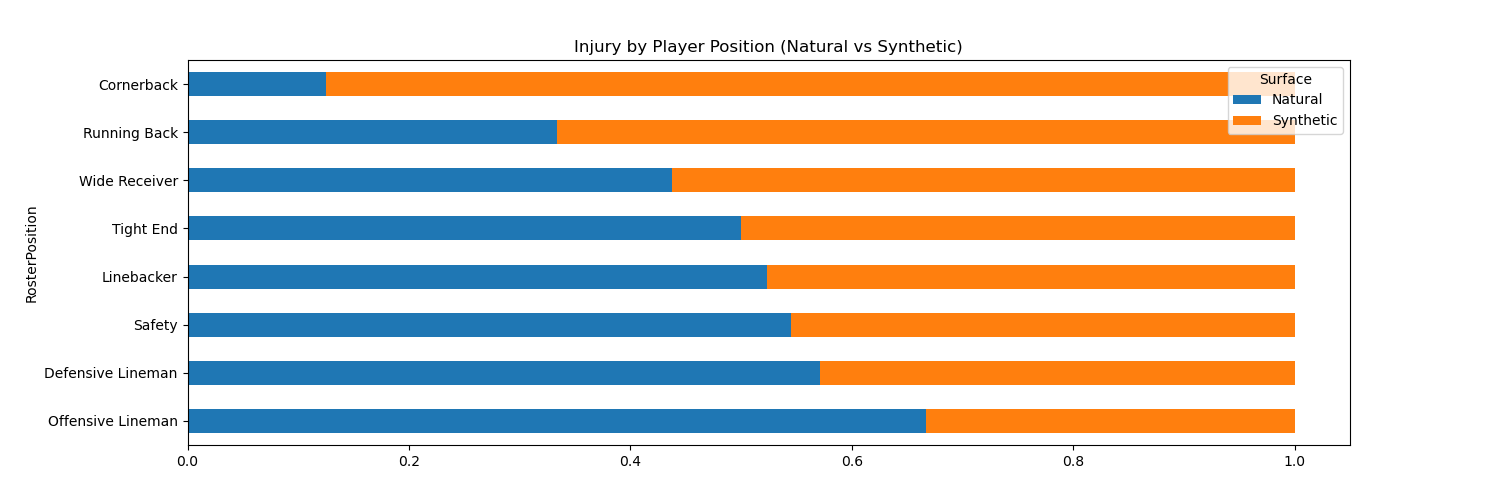 Injury by Player Position (Natural vs Synthetic)
Surface
Natural
Synthetic
RosterPosition
Cornerback
Running Back
Wide Receiver
Tight End
Linebacker
Safety
Defensive Lineman
Offensive Lineman
0.0 0.2 0.4 0.6 0.8 1.0